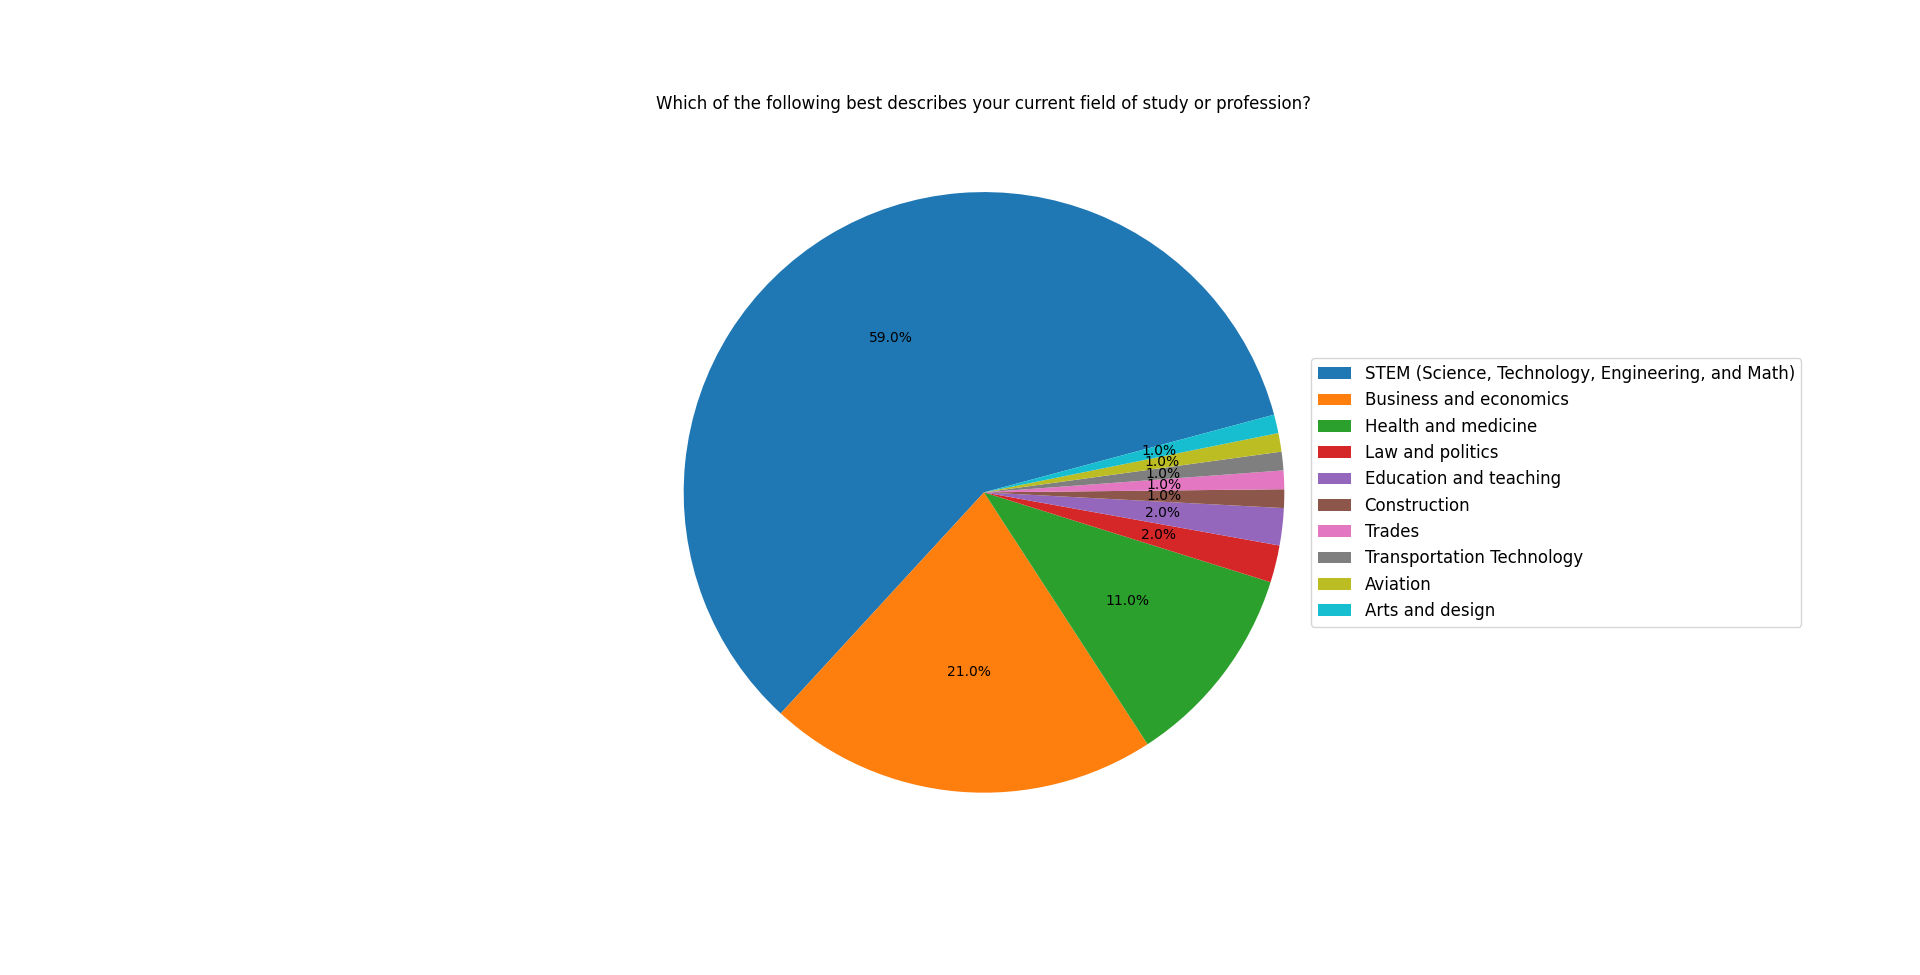 Which of the following best describes your current field of study or profession?
59.0%
1.0%
1.0%
1.0%
1.0%
1.0%
2.0%
2.0%
11.0%
21.0%
STEM (Science, Technology, Engineering, and Math)
Business and economics
Health and medicine
Law and politics
Education and teaching
Construction
Trades
Transportation Technology
Aviation
Arts and design